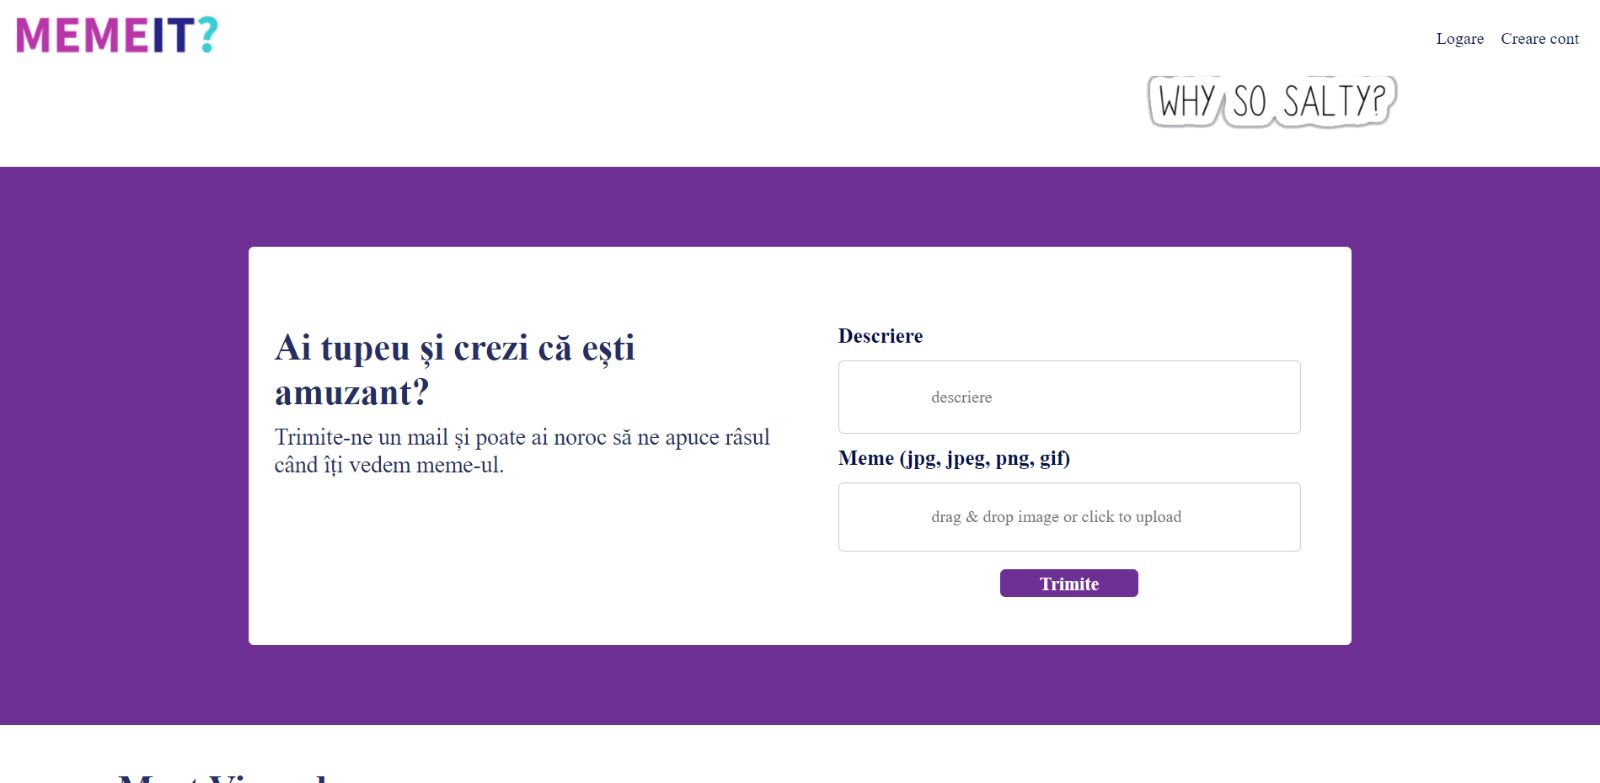 MEMEIT?
Logare Creare cont
WHY SO SALTY?
Ai tupeu și crezi că ești
amuzant?
Trimite-ne un mail și poate ai noroc să ne apuce râsul
când îți vedem meme-ul.
Descriere
descriere
Meme (jpg, jpeg, png, gif)
drag & drop image or click to upload
Trimite